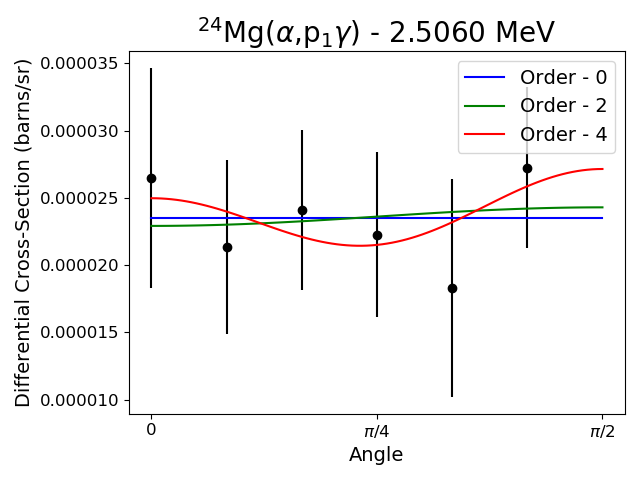 ²⁴Mg(α,p₁γ) - 2.5060 MeV
Differential Cross-Section (barns/sr)
0.000035
0.000030
0.000025
0.000020
0.000015
0.000010
Order - 0
Order - 2
Order - 4
0
π/4
π/2
Angle